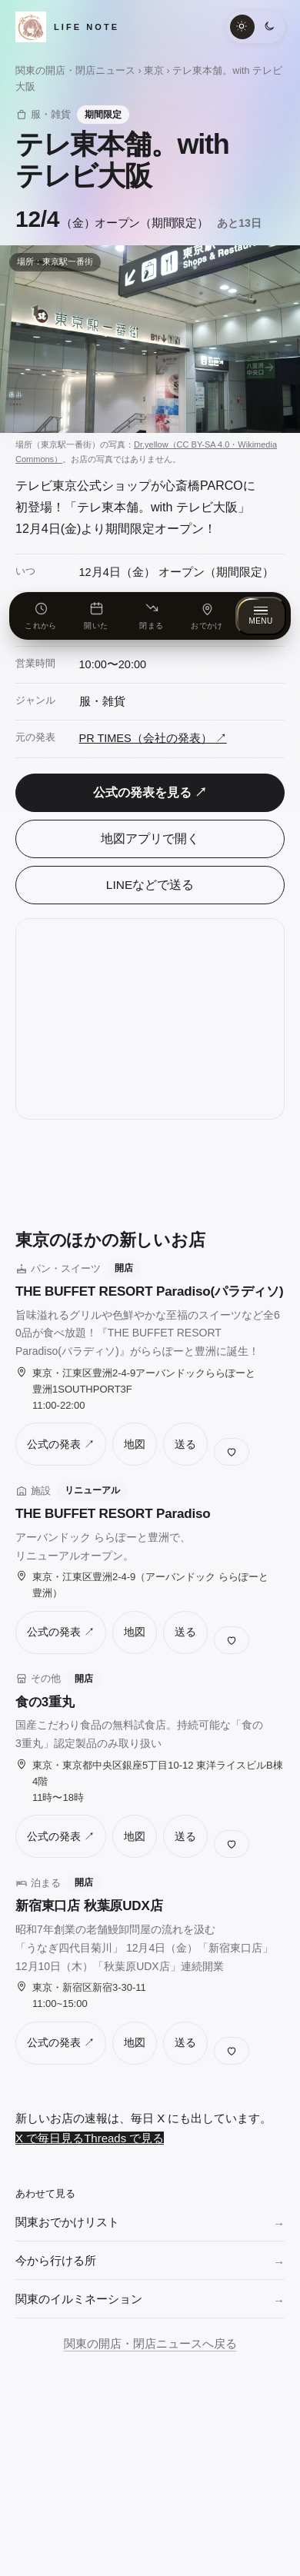 LIFE NOTE
関東の開店・閉店ニュース › 東京 › テレ東本舗。with テレビ
大阪
服・雑貨 期間限定
テレ東本舗。with
テレビ大阪
12/4（金）オープン（期間限定） あと13日
場所：東京駅一番街
Shops & Restaura
東京駅一番街
八重洲
中央口
場所（東京駅一番街）の写真：Dr.yellow（CC BY-SA 4.0・Wikimedia
Commons）。お店の写真ではありません。
テレビ東京公式ショップが心斎橋PARCOに
初登場！「テレ東本舗。with テレビ大阪」
12月4日(金)より期間限定オープン！
いつ 12月4日（金） オープン（期間限定）
これから 開いた 閉まる おでかけ MENU
営業時間 10:00〜20:00
ジャンル 服・雑貨
元の発表 PR TIMES（会社の発表） ↗
公式の発表を見る ↗
地図アプリで開く
LINEなどで送る
東京のほかの新しいお店
パン・スイーツ 開店
THE BUFFET RESORT Paradiso(パラディソ)
旨味溢れるグリルや色鮮やかな至福のスイーツなど全6
0品が食べ放題！『THE BUFFET RESORT
Paradiso(パラディソ)』がららぽーと豊洲に誕生！
東京・江東区豊洲2-4-9アーバンドックららぽーと
豊洲1SOUTHPORT3F
11:00-22:00
公式の発表 ↗ 地図 送る
施設 リニューアル
THE BUFFET RESORT Paradiso
アーバンドック ららぽーと豊洲で、
リニューアルオープン。
東京・江東区豊洲2-4-9（アーバンドック ららぽーと
豊洲）
公式の発表 ↗ 地図 送る
その他 開店
食の3重丸
国産こだわり食品の無料試食店。持続可能な「食の
3重丸」認定製品のみ取り扱い
東京・東京都中央区銀座5丁目10-12 東洋ライスビルB棟
4階
11時〜18時
公式の発表 ↗ 地図 送る
泊まる 開店
新宿東口店 秋葉原UDX店
昭和7年創業の老舗鰻卸問屋の流れを汲む
「うなぎ四代目菊川」 12月4日（金）「新宿東口店」
12月10日（木）「秋葉原UDX店」連続開業
東京・新宿区新宿3-30-11
11:00~15:00
公式の発表 ↗ 地図 送る
新しいお店の速報は、毎日 X にも出しています。
X で毎日見るThreads で見る
あわせて見る
関東おでかけリスト →
今から行ける所 →
関東のイルミネーション →
関東の開店・閉店ニュースへ戻る